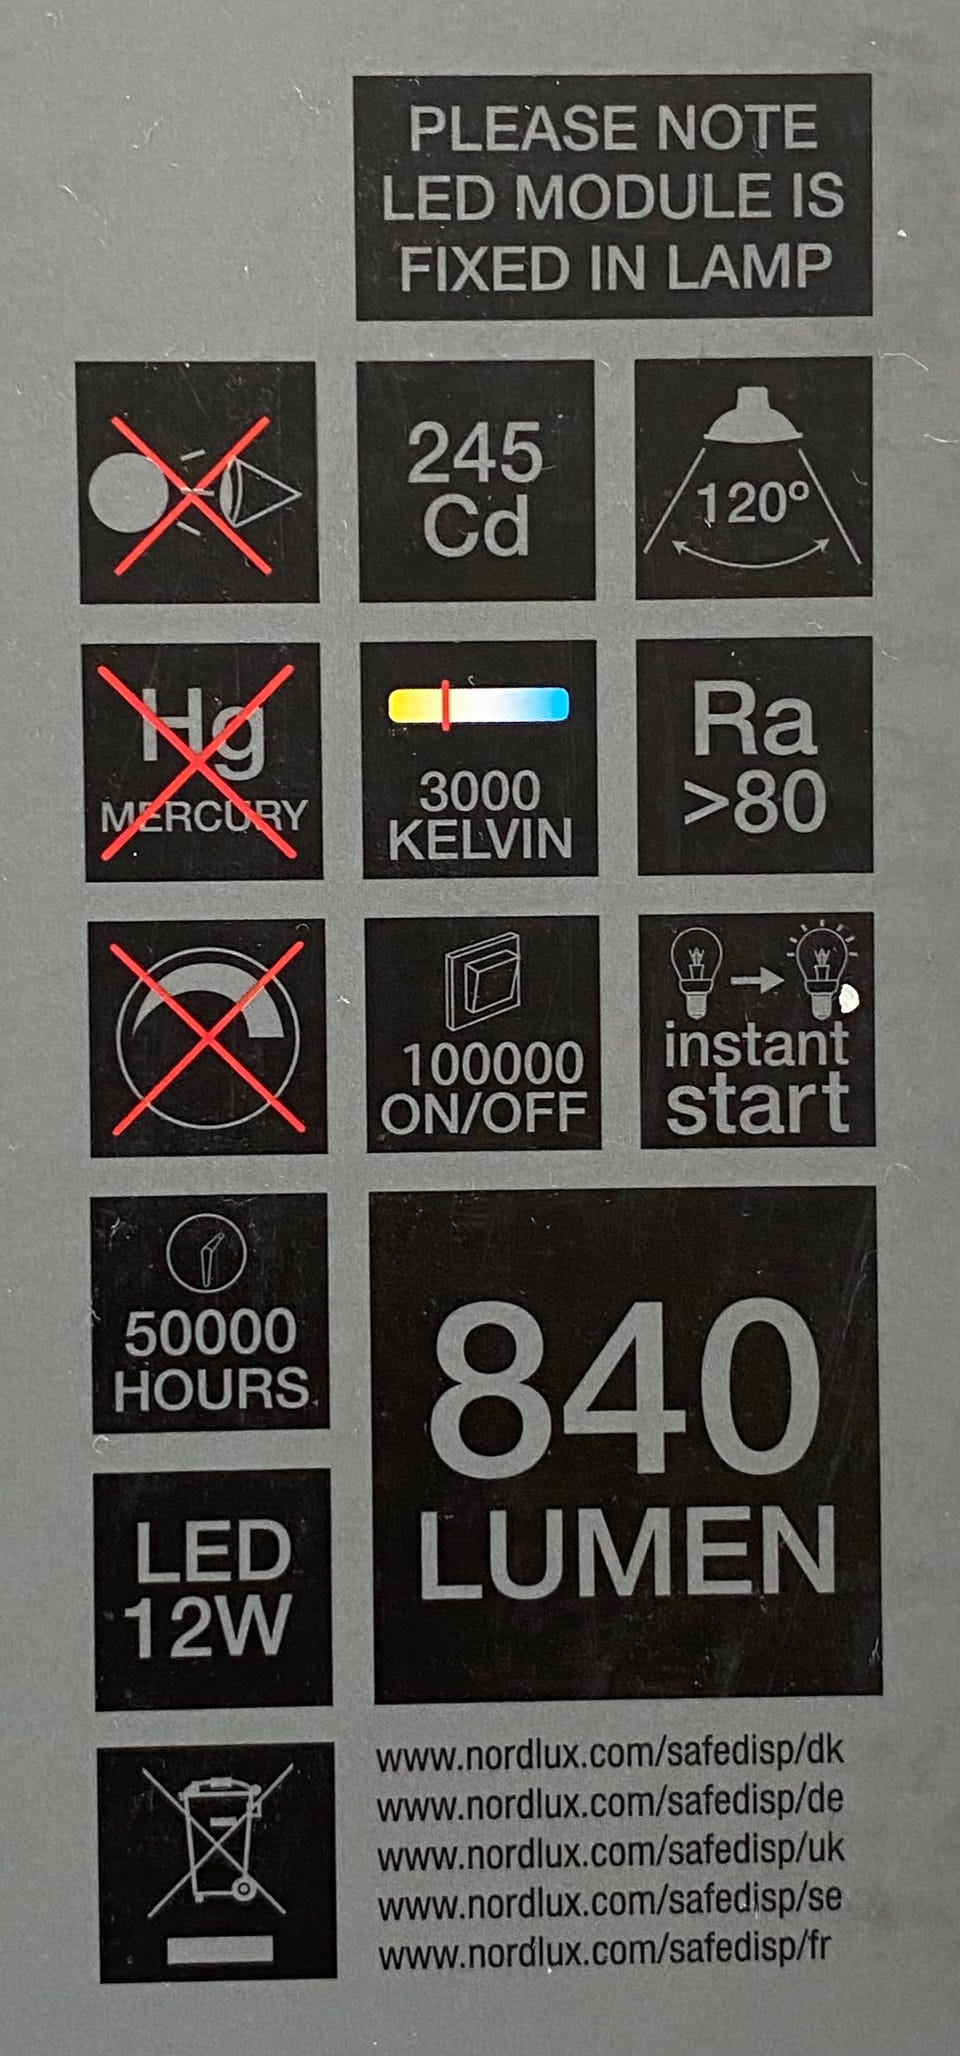 PLEASE NOTE
LED MODULE IS
FIXED IN LAMP
245
Cd
120º
Hg
MERCURY
3000
KELVIN
Ra
>80
100000
ON/OFF
instant
start
50000
HOURS
840
LUMEN
LED
12W
www.nordlux.com/safedisp/dk
www.nordlux.com/safedisp/de
www.nordlux.com/safedisp/uk
www.nordlux.com/safedisp/se
www.nordlux.com/safedisp/fr